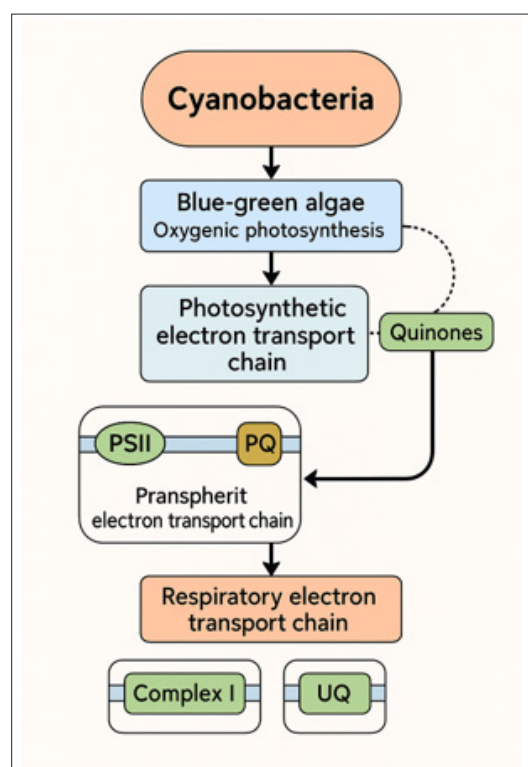 Cyanobacteria
Blue-green algae
Oxygenic photosynthesis
Photosynthetic
electron transport
chain
Quinones
PSII
PQ
Pranspherit
electron transport chain
Respiratory electron
transport chain
Complex I
UQ